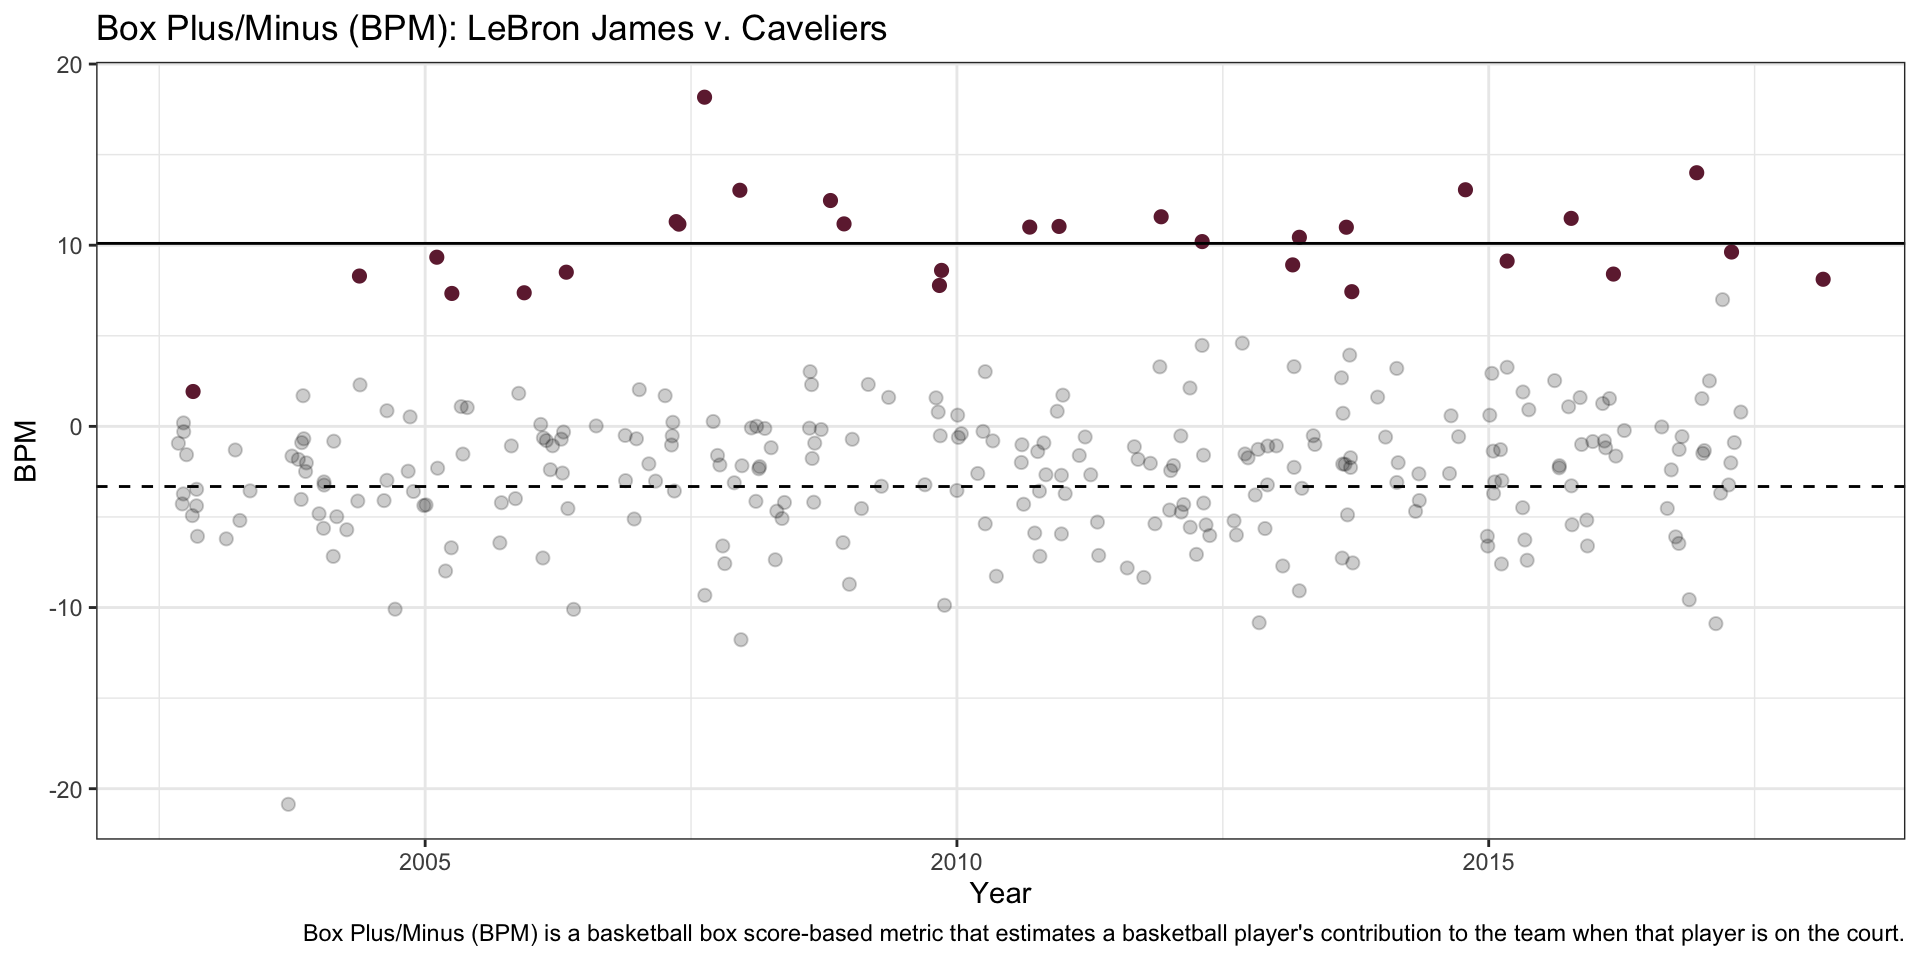 Box Plus/Minus (BPM): LeBron James v. Caveliers
20
10
0
-10
-20
BPM
2005 2010 2015
Year
Box Plus/Minus (BPM) is a basketball box score-based metric that estimates a basketball player's contribution to the team when that player is on the court.